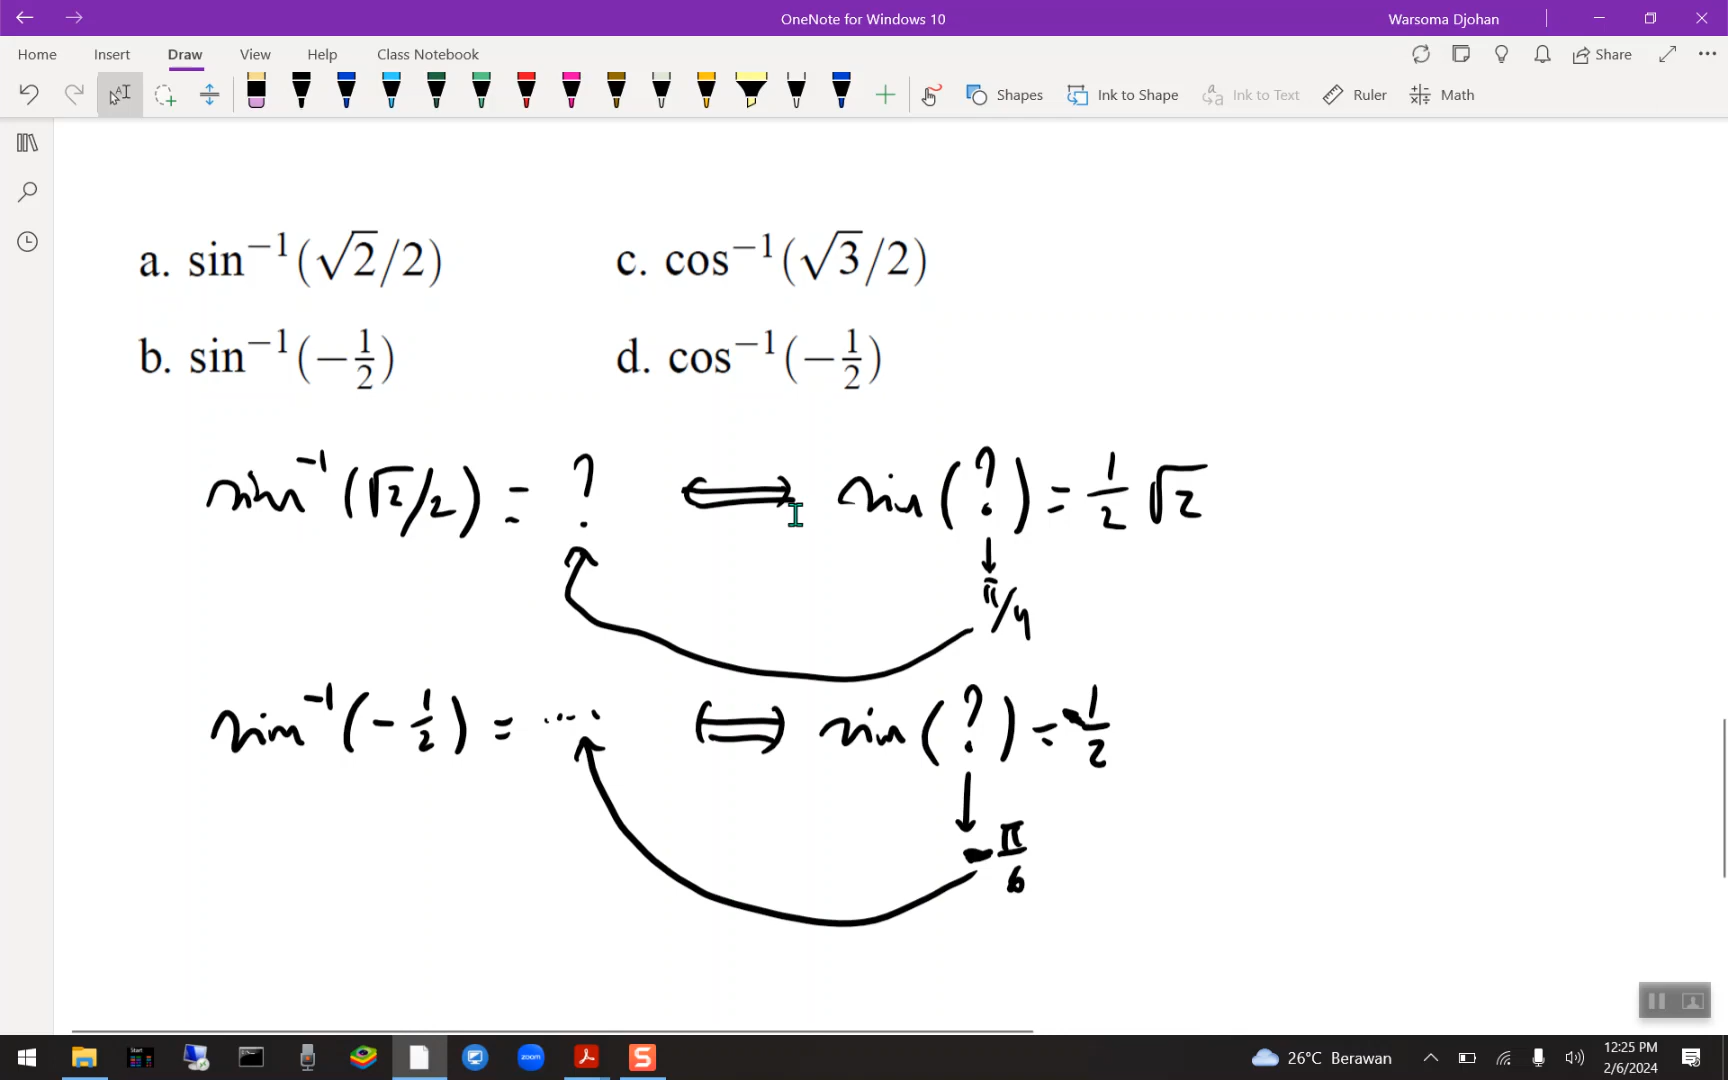 OneNote for Windows 10
Warsoma Djohan
Home Insert Draw View Help Class Notebook
Share
Shapes Ink to Shape Ink to Text Ruler Math
a. sin⁻¹(√2/2) c. cos⁻¹(√3/2)
b. sin⁻¹(−1/2) d. cos⁻¹(−1/2)
sin⁻¹(√2/2) = ? ⟺ sin(?) = 1/2 √2
π/4
sin⁻¹(−1/2) = .... ⟺ sin(?) = −1/2
−π/6
Start
zoom
26°C Berawan
12:25 PM
2/6/2024